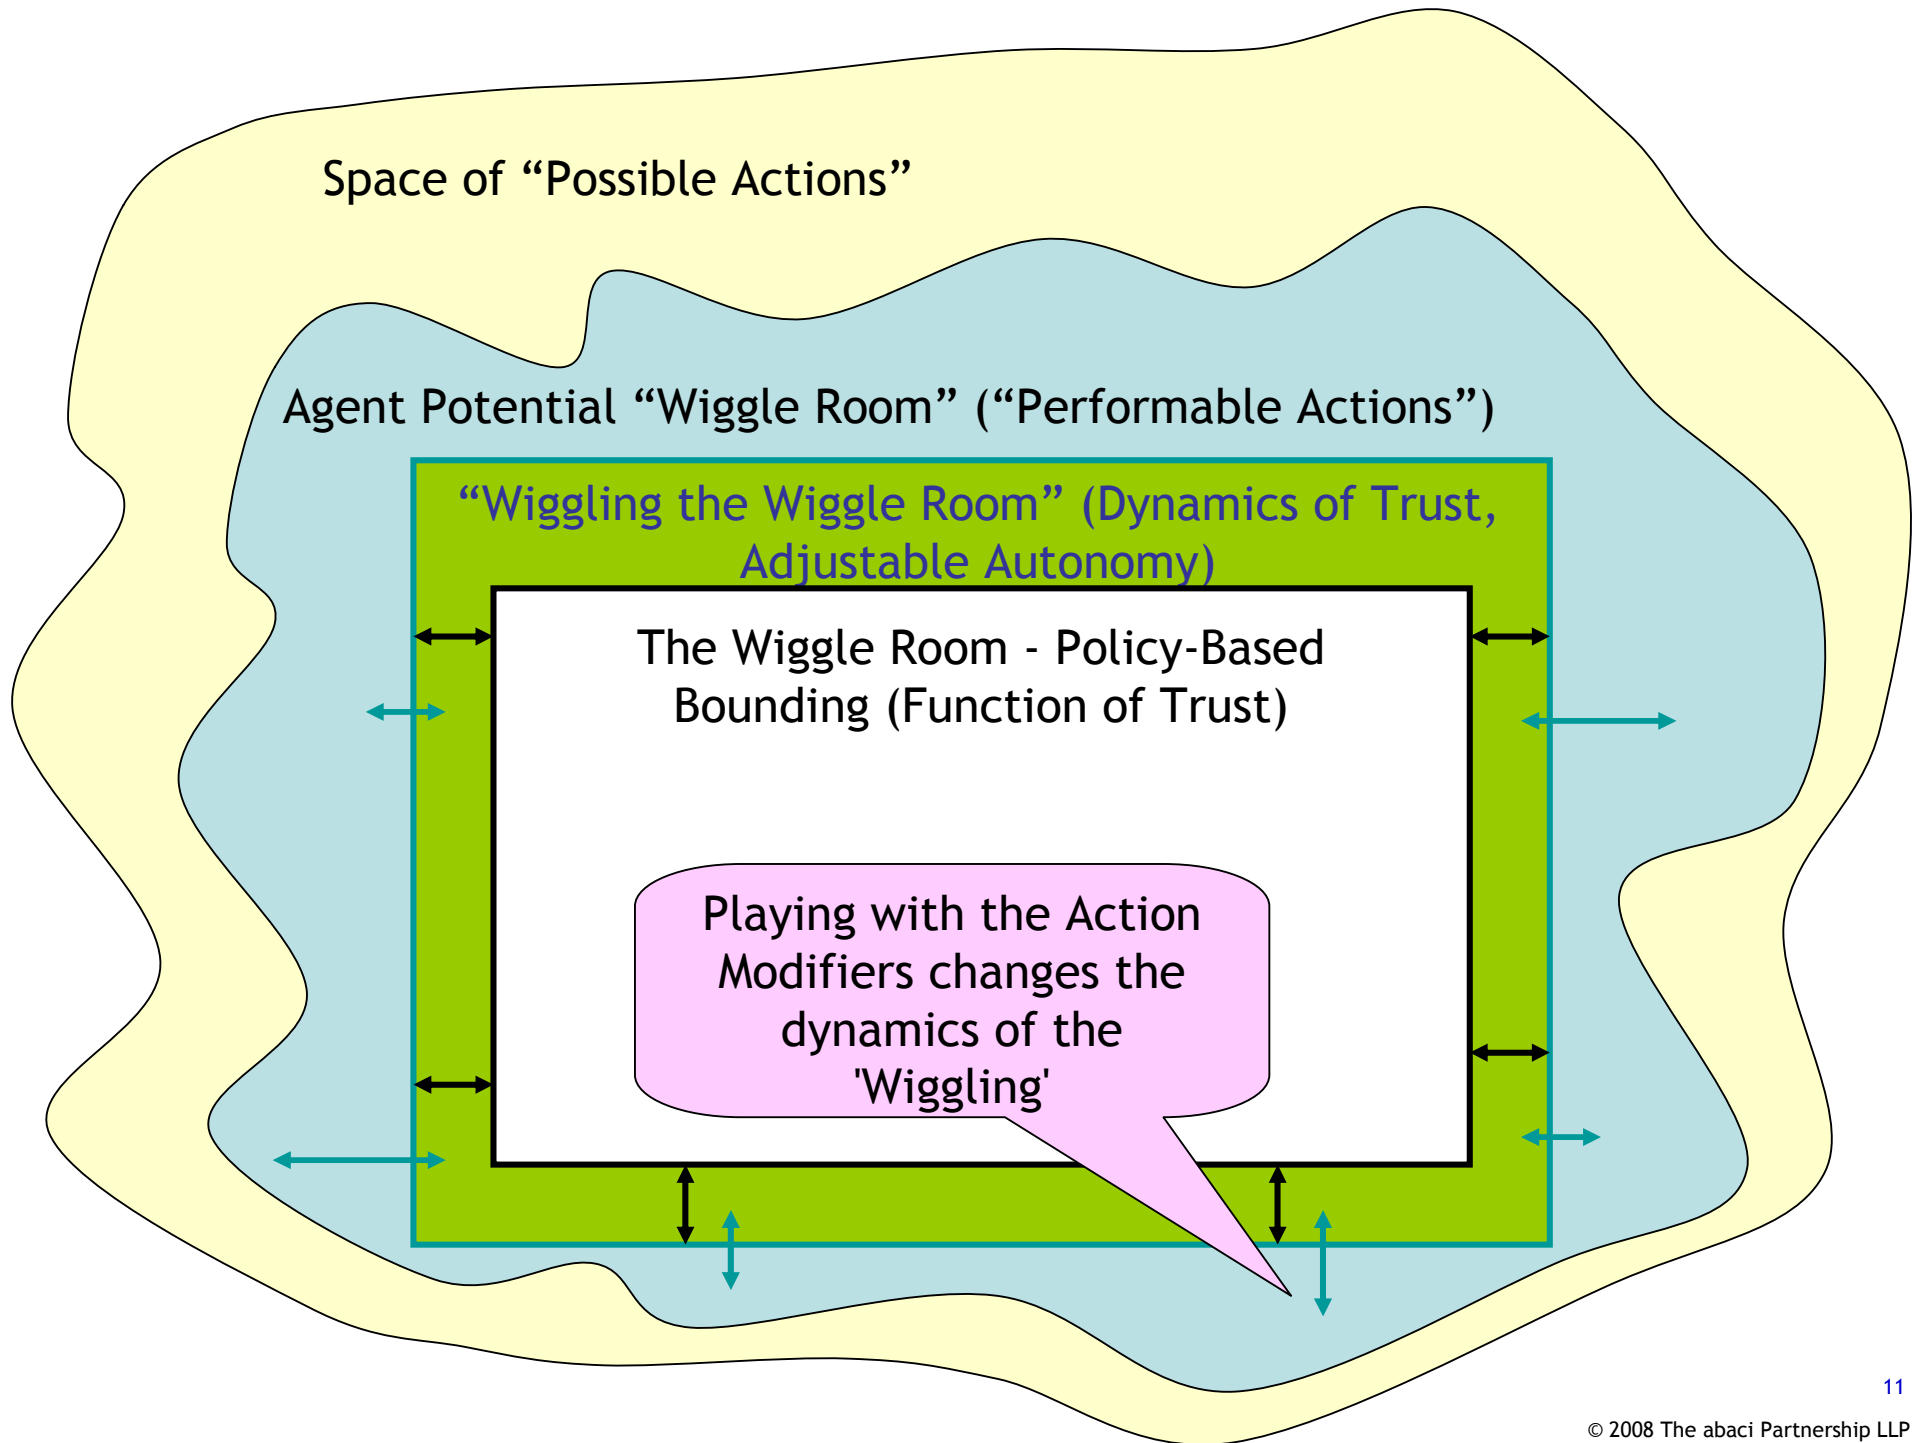 Space of “Possible Actions”
Agent Potential “Wiggle Room” (“Performable Actions”)
“Wiggling the Wiggle Room” (Dynamics of Trust,
Adjustable Autonomy)
The Wiggle Room - Policy-Based
Bounding (Function of Trust)
Playing with the Action
Modifiers changes the
dynamics of the
'Wiggling'
11
© 2008 The abaci Partnership LLP